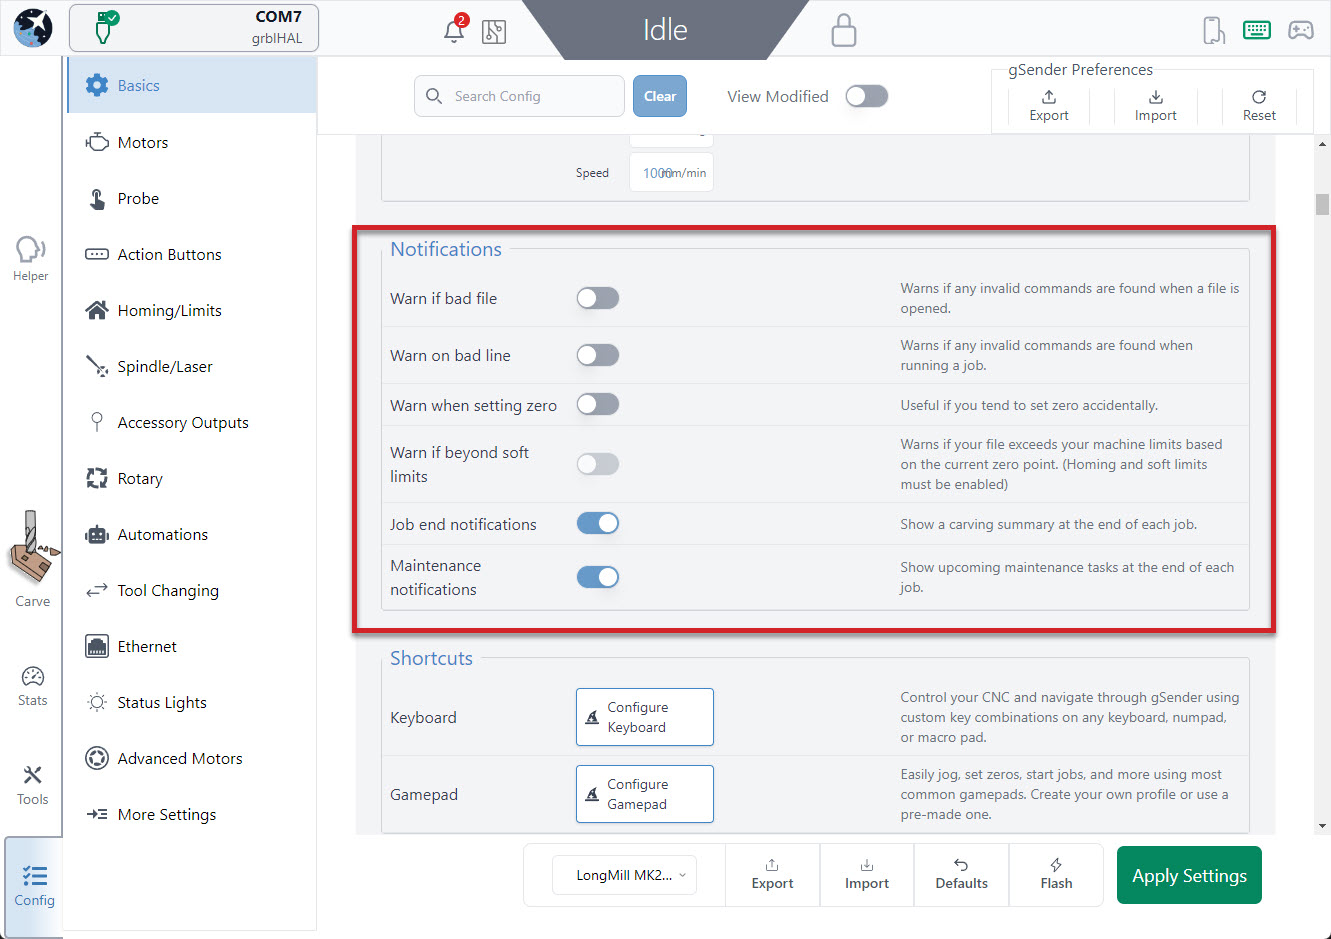 COM7
grblHAL
2
Idle
Basics
Motors
Probe
Action Buttons
Homing/Limits
Spindle/Laser
Accessory Outputs
Rotary
Automations
Tool Changing
Ethernet
Status Lights
Advanced Motors
More Settings
Helper
Carve
Stats
Tools
Config
Search Config
Clear
View Modified
gSender Preferences
Export
Import
Reset
Speed
1000
mm/min
Notifications
Warn if bad file
Warns if any invalid commands are found when a file is
opened.
Warn on bad line
Warns if any invalid commands are found when
running a job.
Warn when setting zero
Useful if you tend to set zero accidentally.
Warn if beyond soft
limits
Warns if your file exceeds your machine limits based
on the current zero point. (Homing and soft limits
must be enabled)
Job end notifications
Show a carving summary at the end of each job.
Maintenance
notifications
Show upcoming maintenance tasks at the end of each
job.
Shortcuts
Keyboard
Configure
Keyboard
Control your CNC and navigate through gSender using
custom key combinations on any keyboard, numpad,
or macro pad.
Gamepad
Configure
Gamepad
Easily jog, set zeros, start jobs, and more using most
common gamepads. Create your own profile or use a
pre-made one.
LongMill MK2...
Export
Import
Defaults
Flash
Apply Settings